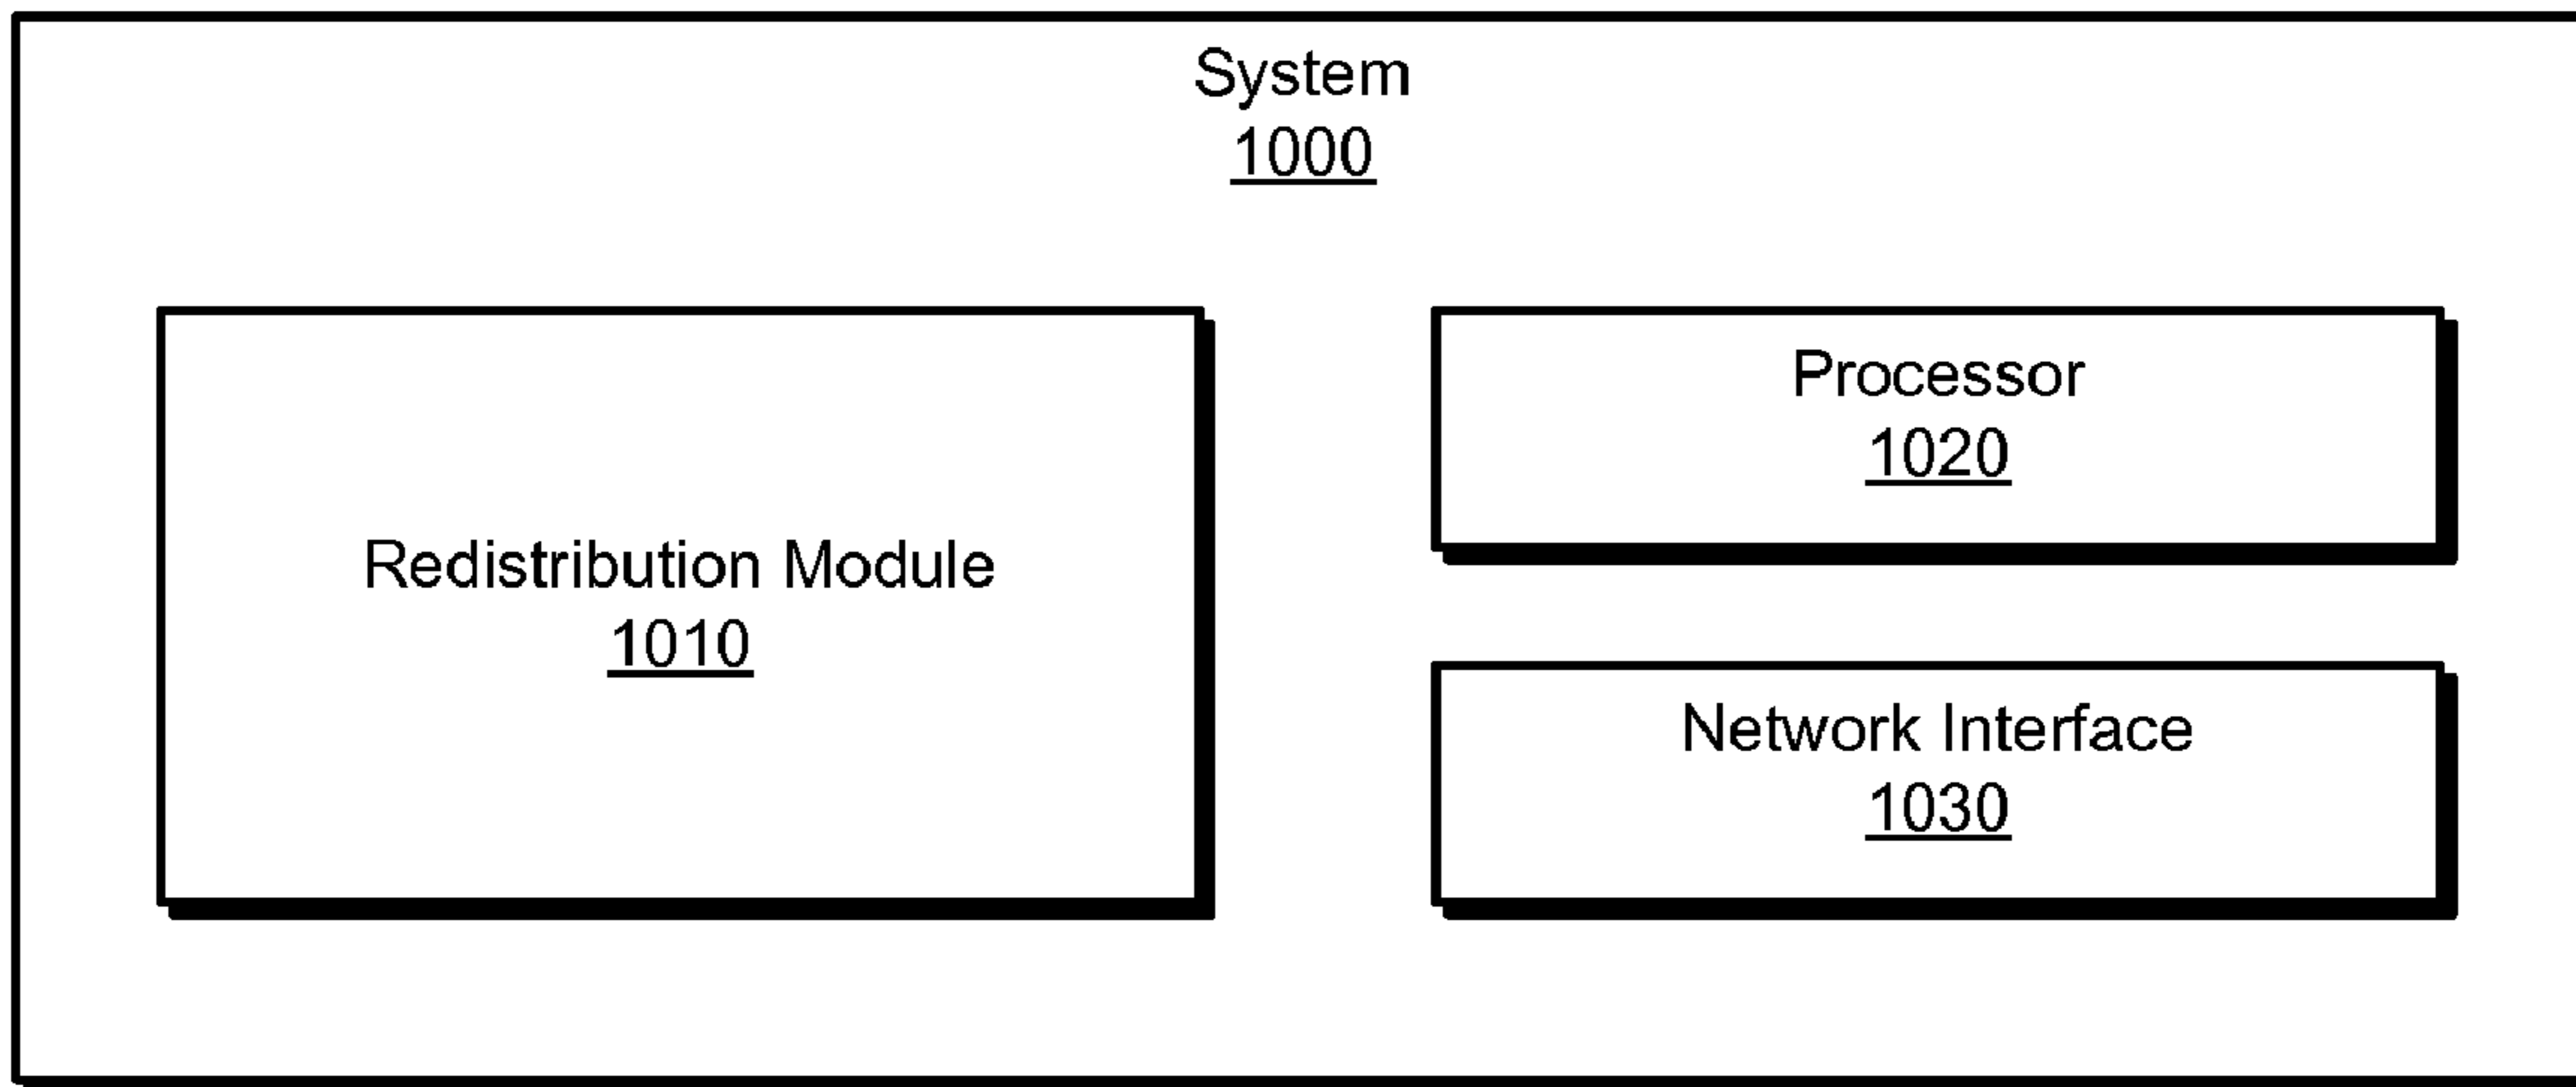 System
1000
Redistribution Module
1010
Processor
1020
Network Interface
1030